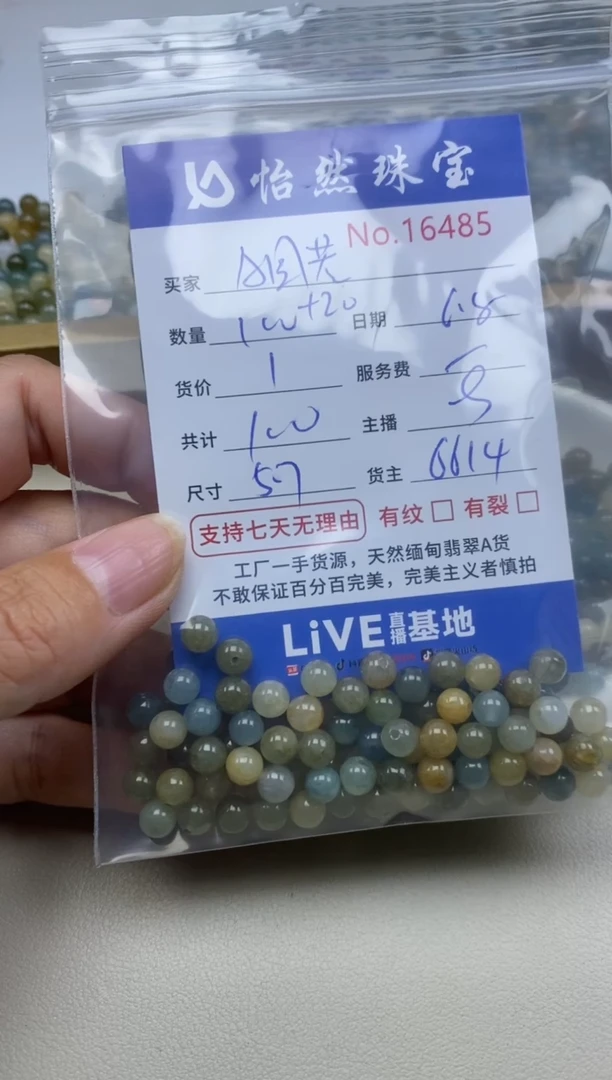 怡然珠宝
No.16485
买家
数量 100+20 日期 6.8
货价 1 服务费
共计 100 主播
尺寸 5.7 货主 6614
支持七天无理由 有纹 有裂
工厂一手货源，天然缅甸翡翠A货
不敢保证百分百完美，完美主义者慎拍
LiVE直播基地